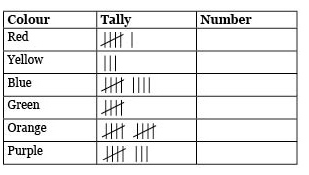 Colour Tally Number
Red
Yellow
Blue
Green
Orange
Purple